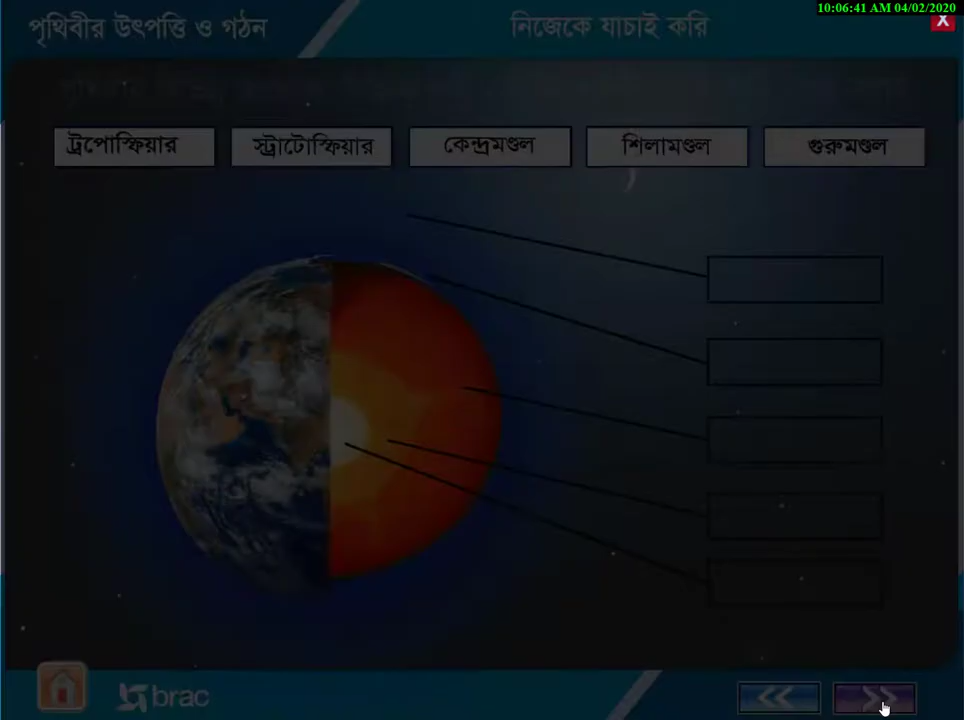 10:06:41 AM 04/02/2020
পৃথিবীর উৎপত্তি ও গঠন
নিজেকে যাচাই করি
X
ট্রপোস্ফিয়ার
স্ট্রাটোস্ফিয়ার
কেন্দ্রমণ্ডল
শিলামণ্ডল
গুরুমণ্ডল
brac